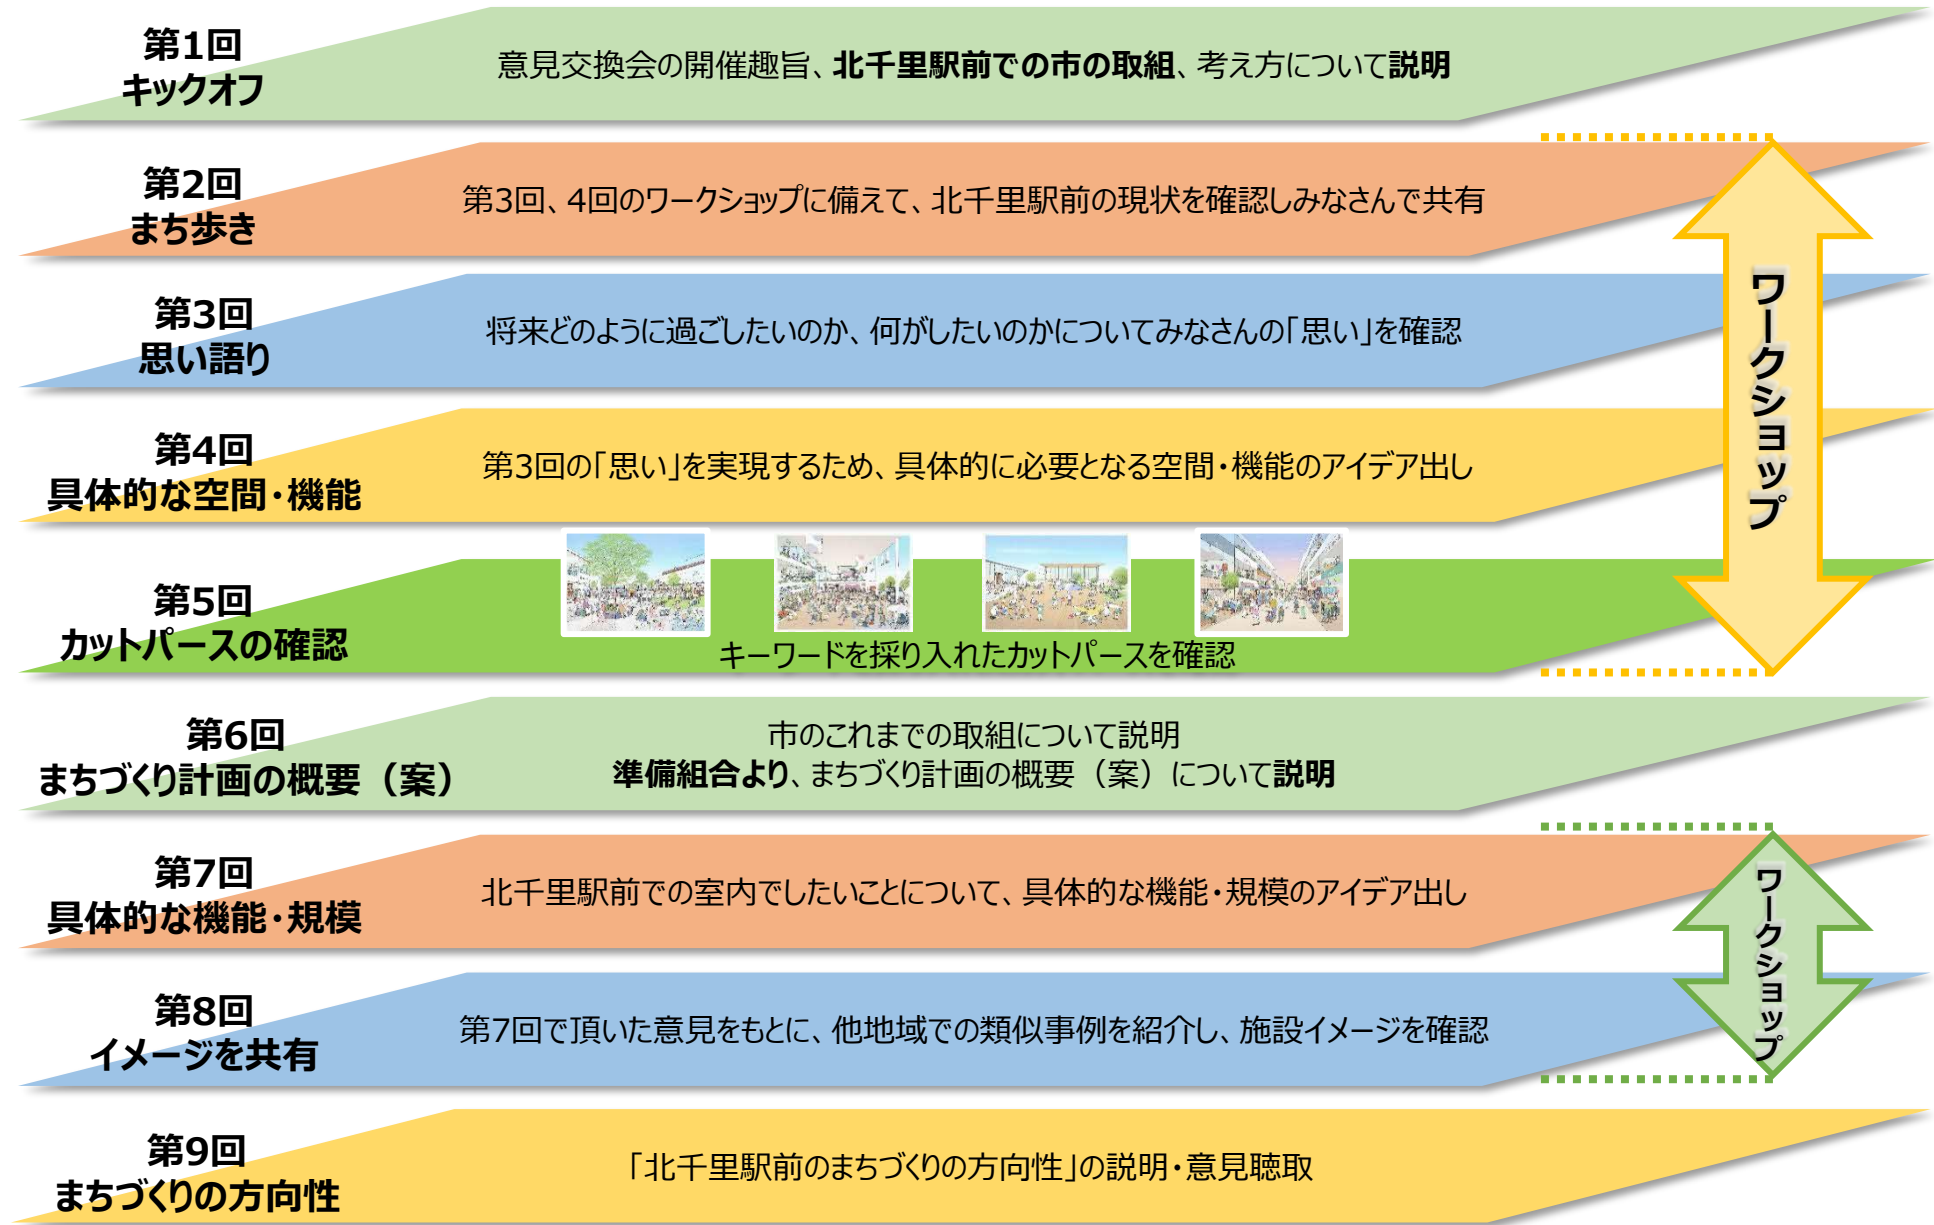 第1回
キックオフ
意見交換会の開催趣旨、北千里駅前での市の取組、考え方について説明
第2回
まち歩き
第3回、4回のワークショップに備えて、北千里駅前の現状を確認しみなさんで共有
第3回
思い語り
将来どのように過ごしたいのか、何がしたいのかについてみなさんの「思い」を確認
第4回
具体的な空間・機能
第3回の「思い」を実現するため、具体的に必要となる空間・機能のアイデア出し
第5回
カットパースの確認
キーワードを採り入れたカットパースを確認
ワークショップ
第6回
まちづくり計画の概要（案）
市のこれまでの取組について説明
準備組合より、まちづくり計画の概要（案）について説明
第7回
具体的な機能・規模
北千里駅前での室内でしたいことについて、具体的な機能・規模のアイデア出し
第8回
イメージを共有
第7回で頂いた意見をもとに、他地域での類似事例を紹介し、施設イメージを確認
ワークショップ
第9回
まちづくりの方向性
「北千里駅前のまちづくりの方向性」の説明・意見聴取